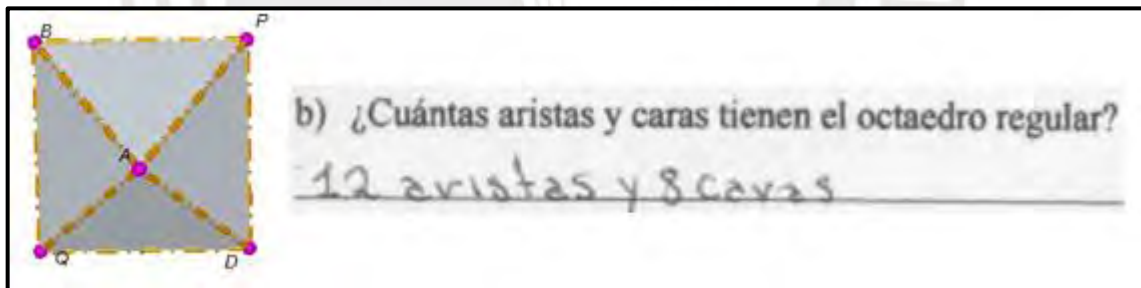 B P
A
Q D
b) ¿Cuántas aristas y caras tienen el octaedro regular?
12 aristas y 8 caras